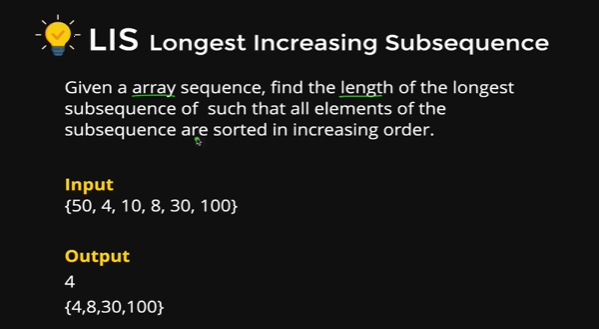 LIS Longest Increasing Subsequence
Given a array sequence, find the length of the longest
subsequence of such that all elements of the
subsequence are sorted in increasing order.
Input
{50, 4, 10, 8, 30, 100}
Output
4
{4,8,30,100}